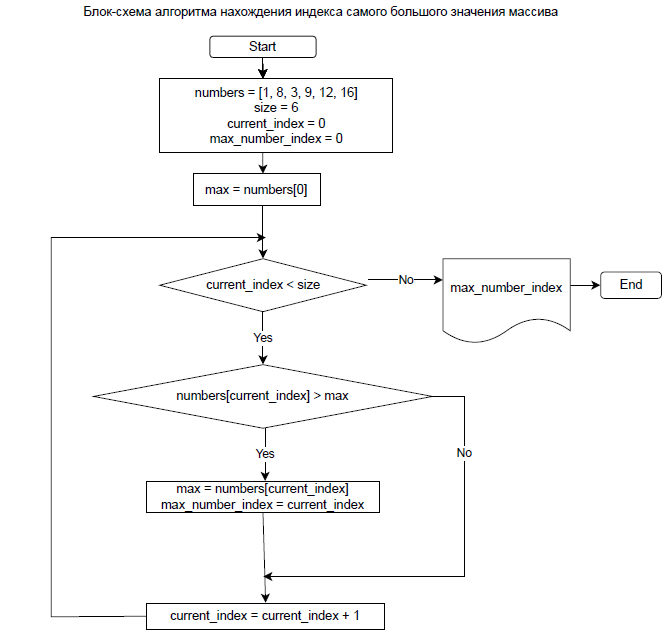 Блок-схема алгоритма нахождения индекса самого большого значения массива
Start
numbers = [1, 8, 3, 9, 12, 16]
size = 6
current_index = 0
max_number_index = 0
max = numbers[0]
current_index < size
No
max_number_index
End
Yes
numbers[current_index] > max
Yes
No
max = numbers[current_index]
max_number_index = current_index
current_index = current_index + 1